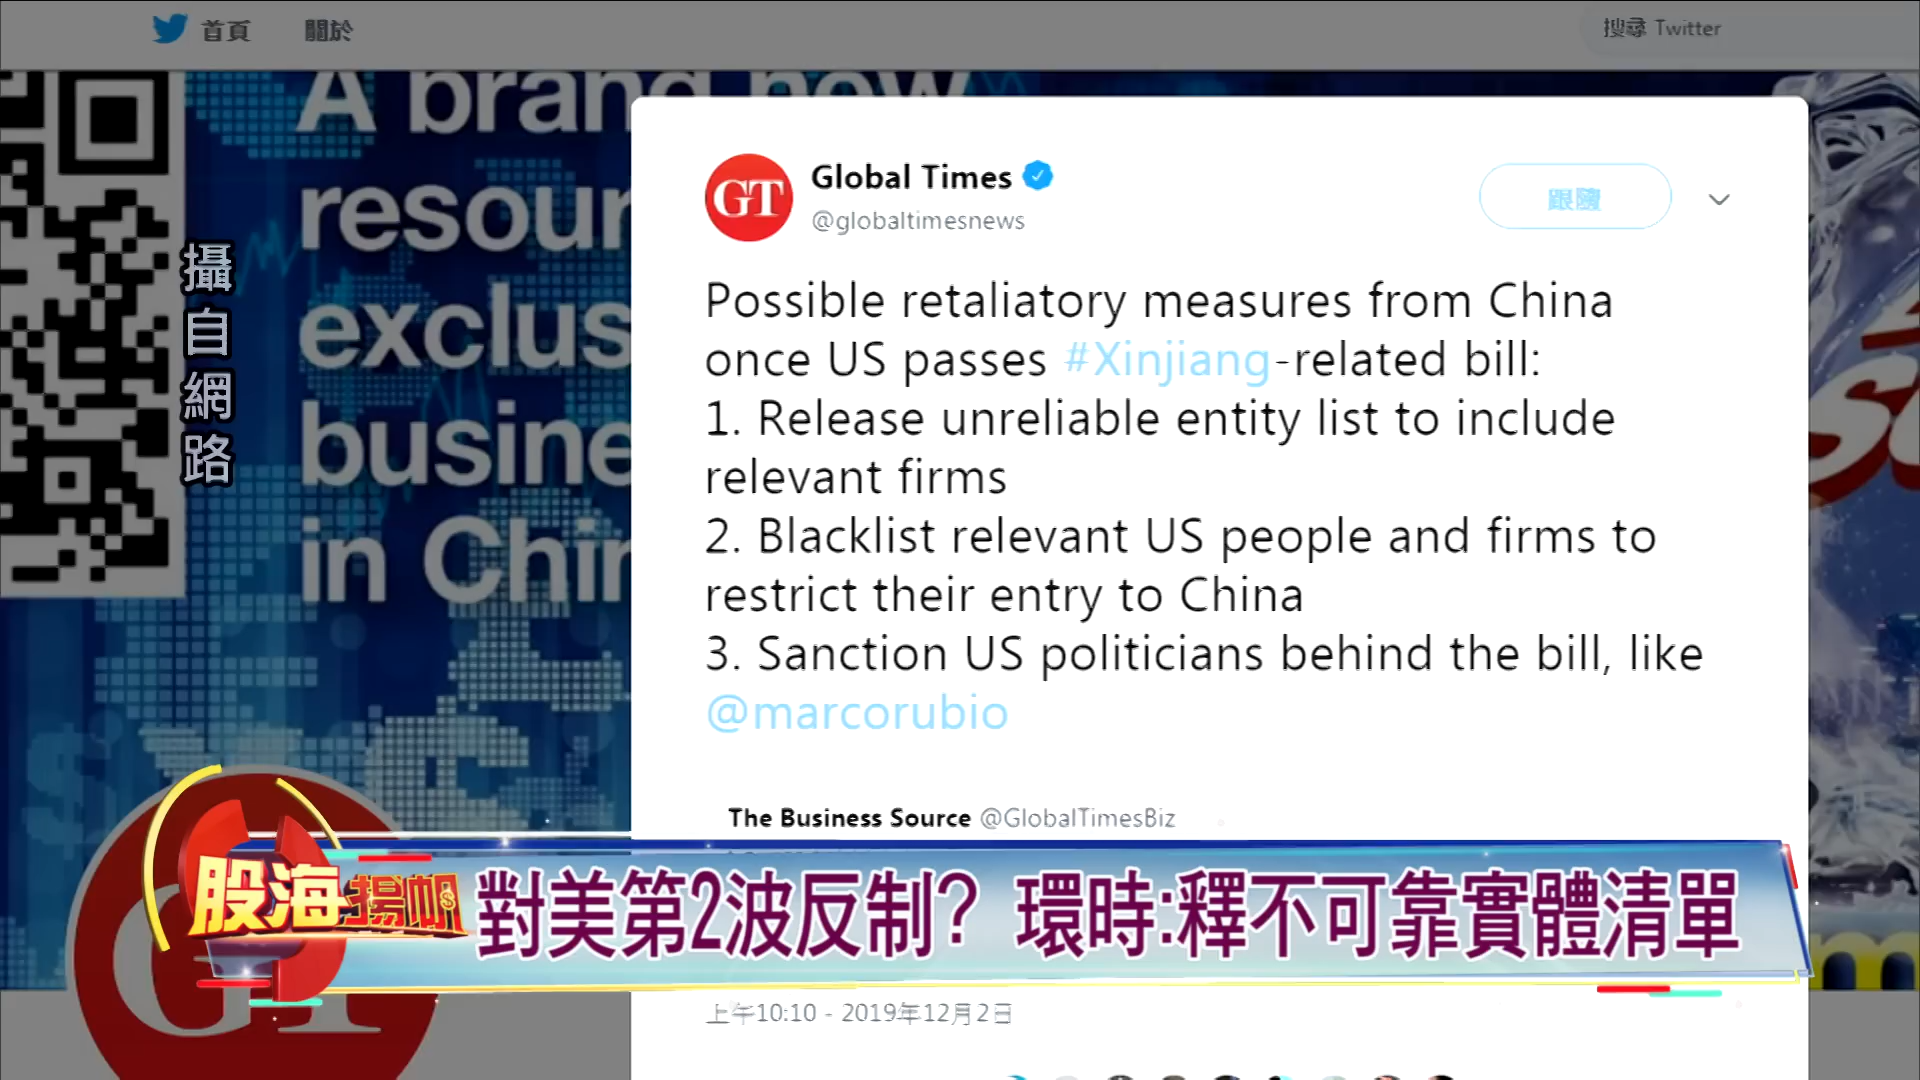 首頁 關於
搜尋 Twitter
A brand new
resour
exclus
busine
in Chin
攝自網路
GT
Global Times
@globaltimesnews
跟隨
Possible retaliatory measures from China
once US passes #Xinjiang-related bill:
1. Release unreliable entity list to include
relevant firms
2. Blacklist relevant US people and firms to
restrict their entry to China
3. Sanction US politicians behind the bill, like
@marcorubio
The Business Source @GlobalTimesBiz
股海揚帆
對美第2波反制? 環時:釋不可靠實體清單
GT
上午10:10 - 2019年12月2日